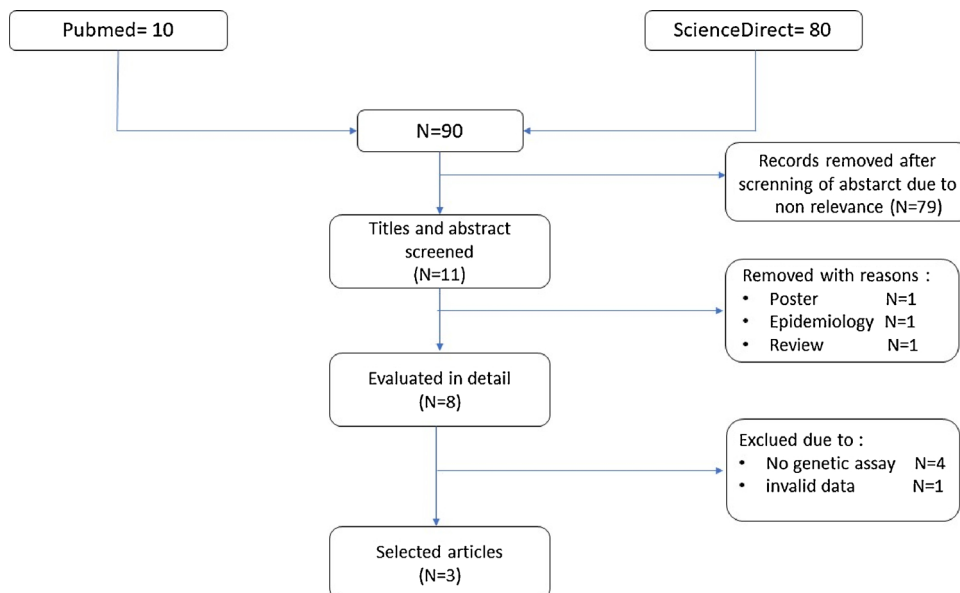 Pubmed= 10
ScienceDirect= 80
N=90
Records removed after
screnning of abstarct due to
non relevance (N=79)
Titles and abstract
screened
(N=11)
Removed with reasons :
• Poster N=1
• Epidemiology N=1
• Review N=1
Evaluated in detail
(N=8)
Exclued due to :
• No genetic assay N=4
• invalid data N=1
Selected articles
(N=3)